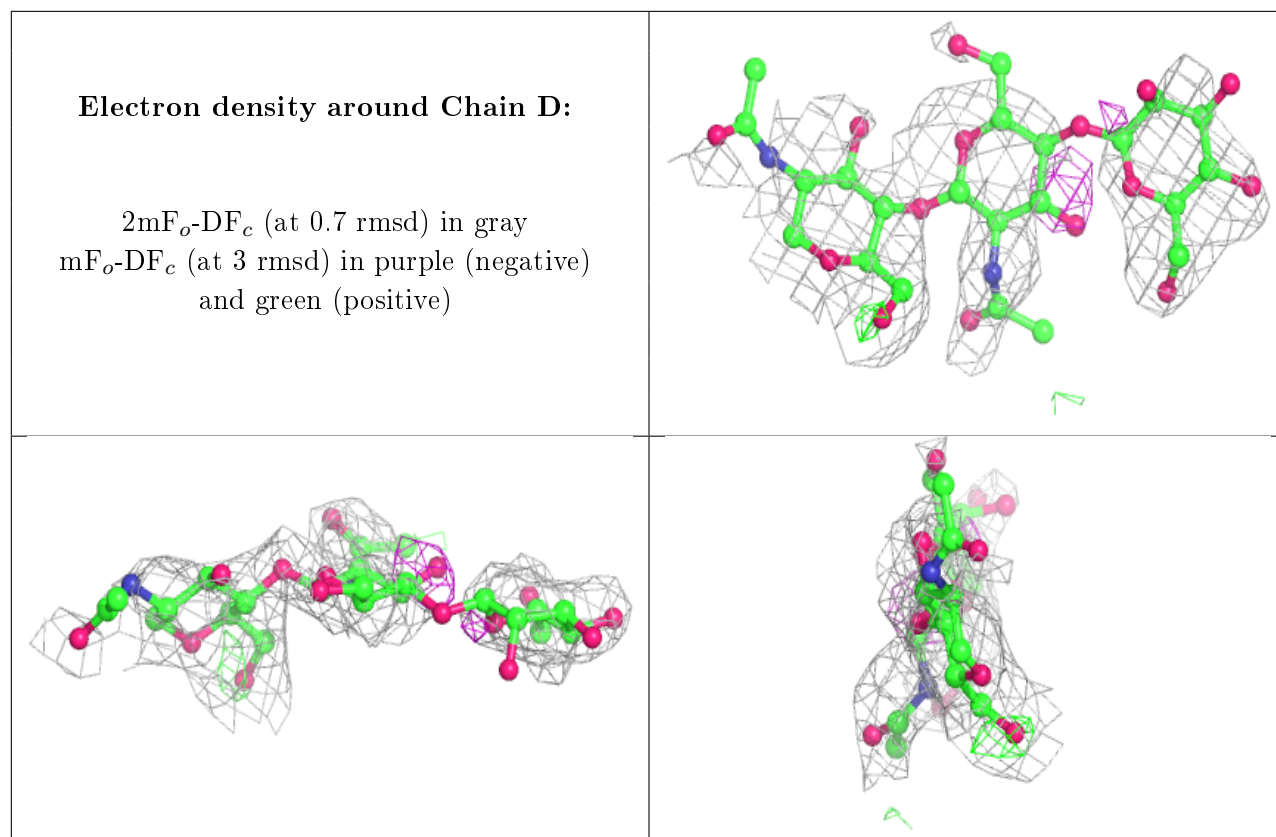 Electron density around Chain D:
2mFₒ-DF𝒸 (at 0.7 rmsd) in gray
mFₒ-DF𝒸 (at 3 rmsd) in purple (negative)
and green (positive)